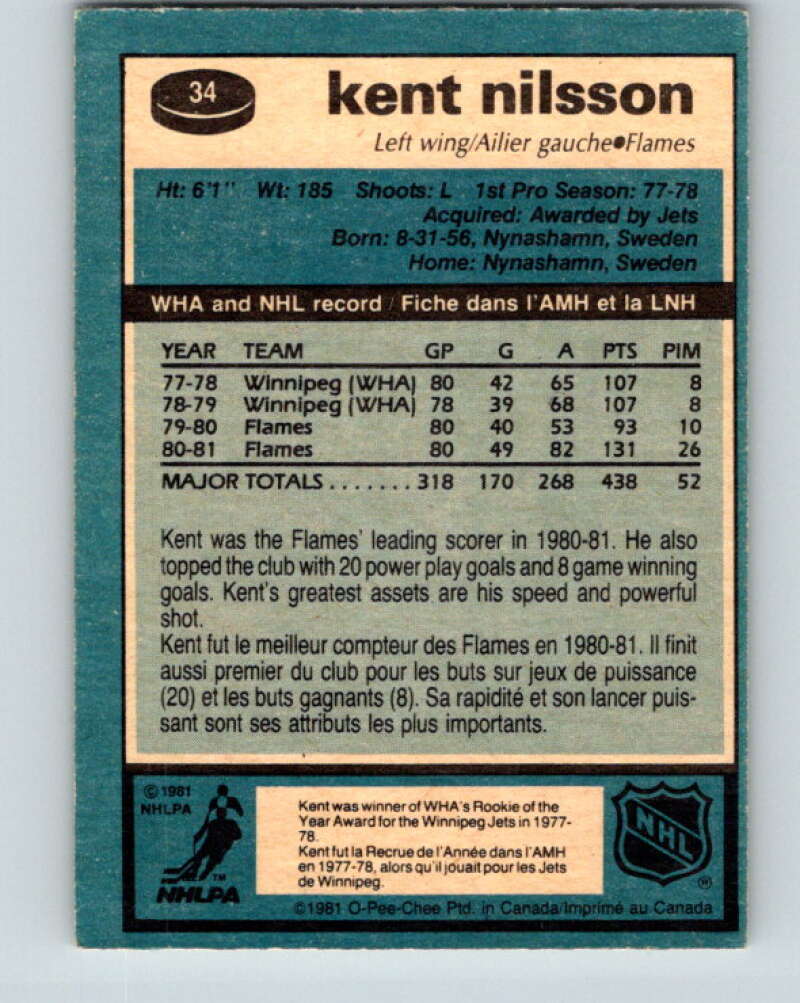 34
kent nilsson
Left wing/Ailier gauche●Flames
Ht: 6'1" Wt: 185 Shoots: L 1st Pro Season: 77-78
Acquired: Awarded by Jets
Born: 8-31-56, Nynashamn, Sweden
Home: Nynashamn, Sweden
WHA and NHL record / Fiche dans l'AMH et la LNH
YEAR TEAM GP G A PTS PIM
77-78 Winnipeg (WHA) 80 42 65 107 8
78-79 Winnipeg (WHA) 78 39 68 107 8
79-80 Flames 80 40 53 93 10
80-81 Flames 80 49 82 131 26
MAJOR TOTALS.......318 170 268 438 52
Kent was the Flames' leading scorer in 1980-81. He also
topped the club with 20 power play goals and 8 game winning
goals. Kent's greatest assets are his speed and powerful
shot.
Kent fut le meilleur compteur des Flames en 1980-81. Il finit
aussi premier du club pour les buts sur jeux de puissance
(20) et les buts gagnants (8). Sa rapidité et son lancer puis-
sant sont ses attributs les plus importants.
©1981
NHLPA
TM
NHLPA
Kent was winner of WHA's Rookie of the
Year Award for the Winnipeg Jets in 1977-
78.
Kent fut la Recrue de l'Année dans l'AMH
en 1977-78, alors qu'il jouait pour les Jets
de Winnipeg.
NHL
®
©1981 O-Pee-Chee Ptd. in Canada/Imprimé au Canada